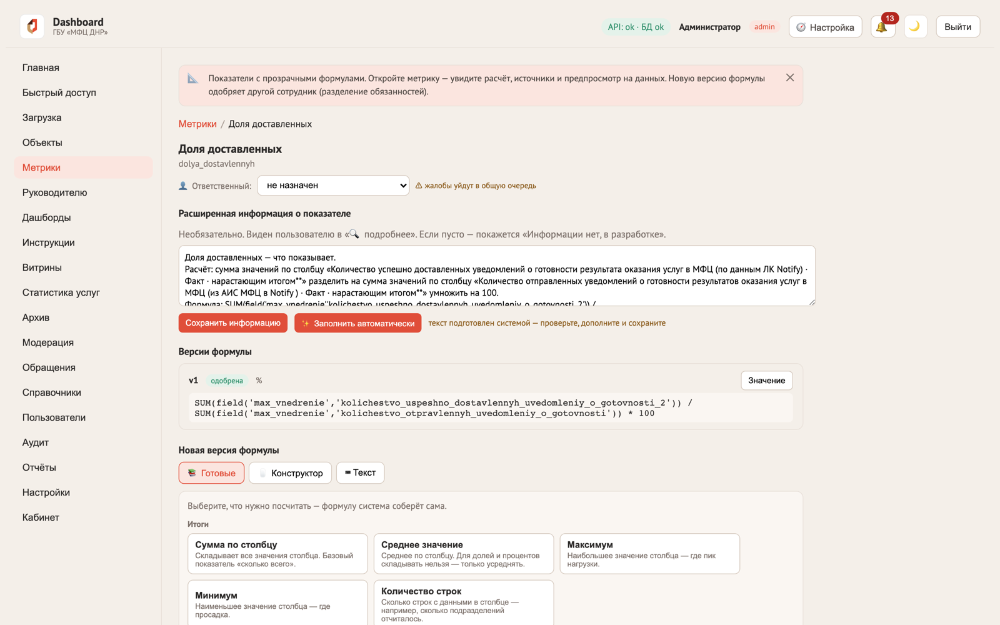 Dashboard
ГБУ «МФЦ ДНР»
API: ok · БД ok
Администратор
admin
Настройка
13
Выйти
Главная
Быстрый доступ
Загрузка
Объекты
Метрики
Руководителю
Дашборды
Инструкции
Витрины
Статистика услуг
Архив
Модерация
Обращения
Справочники
Пользователи
Аудит
Отчёты
Настройки
Кабинет
Показатели с прозрачными формулами. Откройте метрику — увидите расчёт, источники и предпросмотр на данных. Новую версию формулы
одобряет другой сотрудник (разделение обязанностей).
Метрики / Доля доставленных
Доля доставленных
dolya_dostavlennyh
Ответственный: не назначен ⚠ жалобы уйдут в общую очередь
Расширенная информация о показателе
Необязательно. Виден пользователю в «🔍 подробнее». Если пусто — покажется «Информации нет, в разработке».
Доля доставленных — что показывает.
Расчёт: сумма значений по столбцу «Количество успешно доставленных уведомлений о готовности результата оказания услуг в МФЦ (по данным ЛК Notify) ·
Факт · нарастающим итогом**» разделить на сумма значений по столбцу «Количество отправленных уведомлений о готовности результатов оказания услуг в
МФЦ (из АИС МФЦ в Notify ) · Факт · нарастающим итогом**» умножить на 100.
Формула: SUM(field('max_vnedrenie','kolichestvo_uspeshno_dostavlennyh_uvedomleniy_o_gotovnosti_2')) /
Сохранить информацию
Заполнить автоматически
текст подготовлен системой — проверьте, дополните и сохраните
Версии формулы
v1 одобрена %
Значение
SUM(field('max_vnedrenie','kolichestvo_uspeshno_dostavlennyh_uvedomleniy_o_gotovnosti_2')) /
SUM(field('max_vnedrenie','kolichestvo_otpravlennyh_uvedomleniy_o_gotovnosti')) * 100
Новая версия формулы
Готовые
Конструктор
Текст
Выберите, что нужно посчитать — формулу система соберёт сама.
Итоги
Сумма по столбцу
Складывает все значения столбца. Базовый
показатель «сколько всего».
Среднее значение
Среднее по столбцу. Для долей и процентов
складывать нельзя — только усреднять.
Максимум
Наибольшее значение столбца — где пик
нагрузки.
Минимум
Наименьшее значение столбца — где
просадка.
Количество строк
Сколько строк с данными в столбце —
например, сколько подразделений
отчиталось.